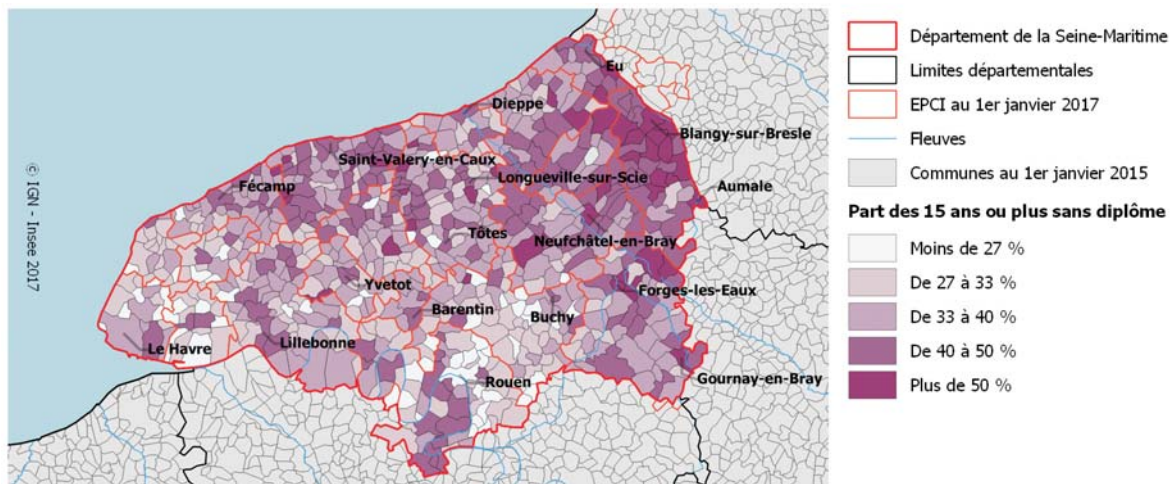 Eu
Dieppe
Blangy-sur-Bresle
Saint-Valery-en-Caux
Longueville-sur-Scie
Fécamp
Aumale
Tôtes
Neufchâtel-en-Bray
Yvetot
Forges-les-Eaux
Barentin
Buchy
Le Havre
Lillebonne
Rouen
Gournay-en-Bray
© IGN - Insee 2017
Département de la Seine-Maritime
Limites départementales
EPCI au 1er janvier 2017
Fleuves
Communes au 1er janvier 2015
Part des 15 ans ou plus sans diplôme
Moins de 27 %
De 27 à 33 %
De 33 à 40 %
De 40 à 50 %
Plus de 50 %